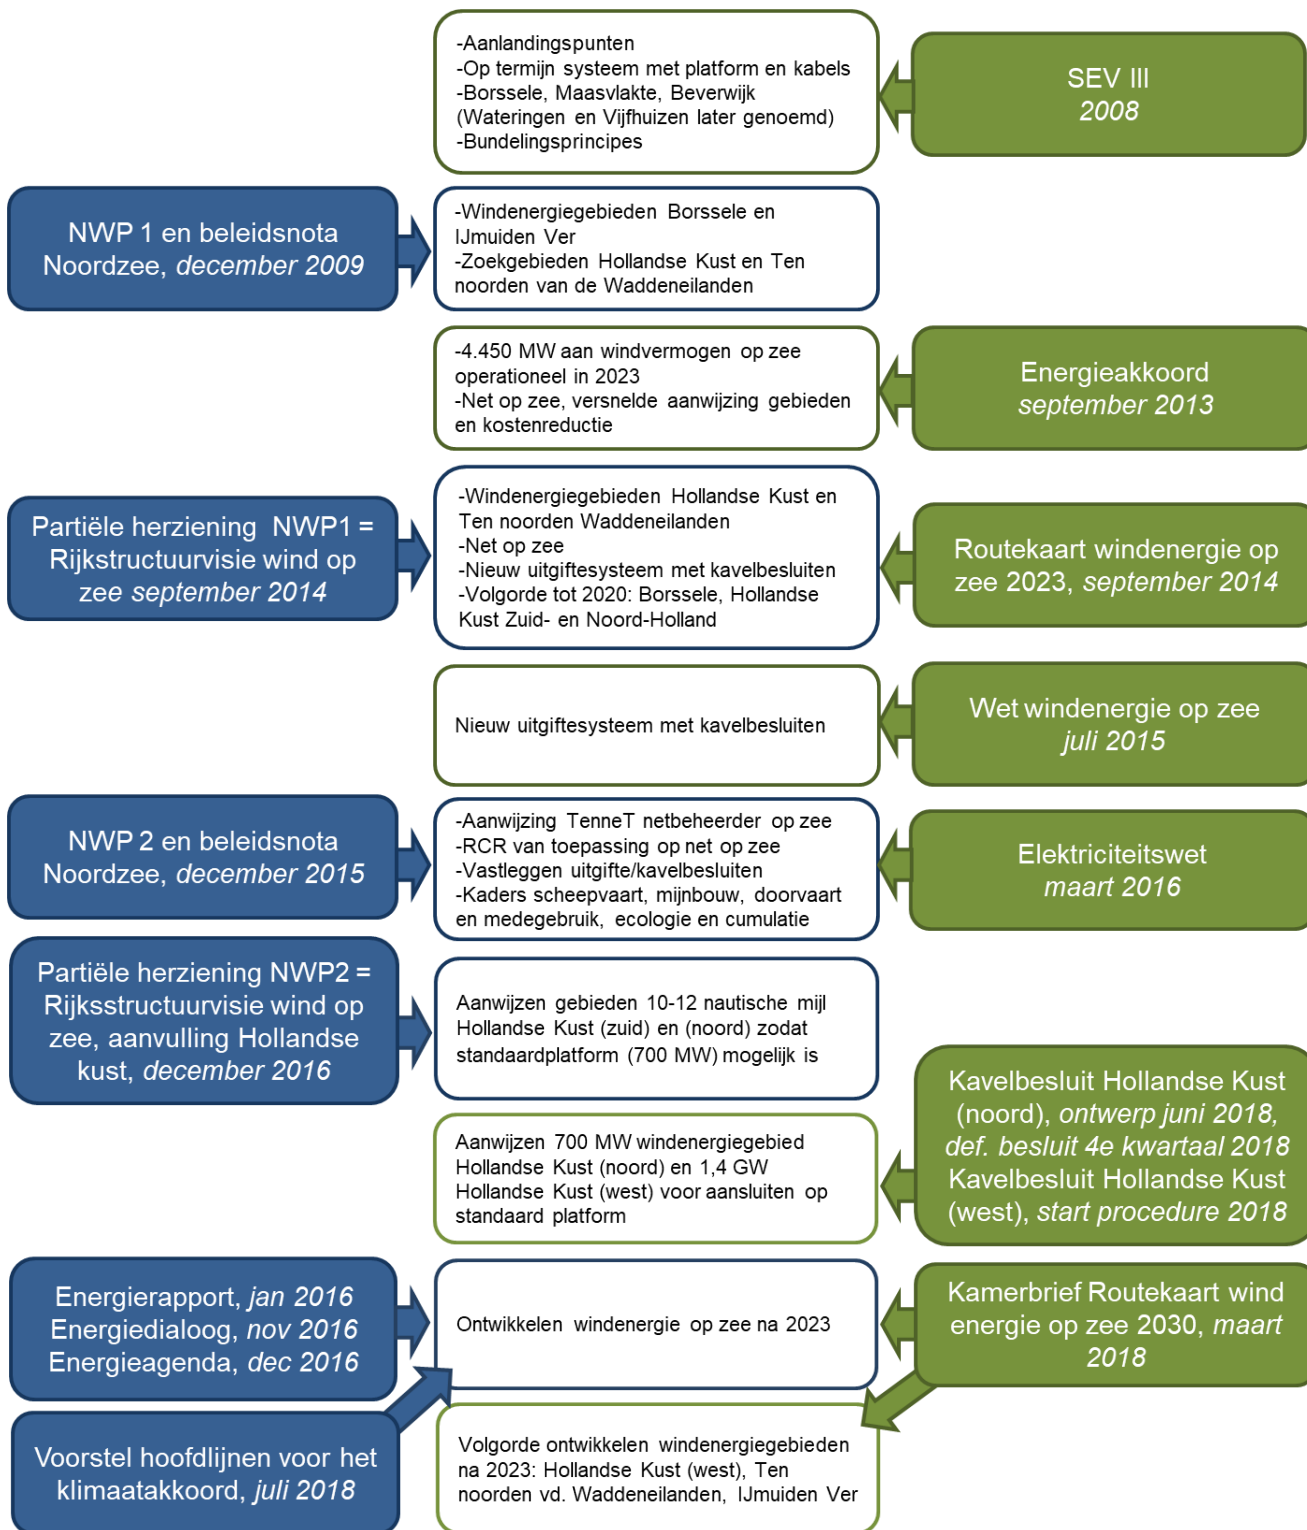 -Aanlandingspunten
-Op termijn systeem met platform en kabels
-Borssele, Maasvlakte, Beverwijk
(Wateringen en Vijfhuizen later genoemd)
-Bundelingsprincipes
SEV III
2008
NWP 1 en beleidsnota
Noordzee, december 2009
-Windenergiegebieden Borssele en
IJmuiden Ver
-Zoekgebieden Hollandse Kust en Ten
noorden van de Waddeneilanden
-4.450 MW aan windvermogen op zee
operationeel in 2023
-Net op zee, versnelde aanwijzing gebieden
en kostenreductie
Energieakkoord
september 2013
Partiële herziening NWP1 =
Rijkstructuurvisie wind op
zee september 2014
-Windenergiegebieden Hollandse Kust en
Ten noorden Waddeneilanden
-Net op zee
-Nieuw uitgiftesysteem met kavelbesluiten
-Volgorde tot 2020: Borssele, Hollandse
Kust Zuid- en Noord-Holland
Routekaart windenergie op
zee 2023, september 2014
Nieuw uitgiftesysteem met kavelbesluiten
Wet windenergie op zee
juli 2015
NWP 2 en beleidsnota
Noordzee, december 2015
-Aanwijzing TenneT netbeheerder op zee
-RCR van toepassing op net op zee
-Vastleggen uitgifte/kavelbesluiten
-Kaders scheepvaart, mijnbouw, doorvaart
en medegebruik, ecologie en cumulatie
Elektriciteitswet
maart 2016
Partiële herziening NWP2 =
Rijksstructuurvisie wind op
zee, aanvulling Hollandse
kust, december 2016
Aanwijzen gebieden 10-12 nautische mijl
Hollandse Kust (zuid) en (noord) zodat
standaardplatform (700 MW) mogelijk is
Aanwijzen 700 MW windenergiegebied
Hollandse Kust (noord) en 1,4 GW
Hollandse Kust (west) voor aansluiten op
standaard platform
Kavelbesluit Hollandse Kust
(noord), ontwerp juni 2018,
def. besluit 4e kwartaal 2018
Kavelbesluit Hollandse Kust
(west), start procedure 2018
Energierapport, jan 2016
Energiedialoog, nov 2016
Energieagenda, dec 2016
Ontwikkelen windenergie op zee na 2023
Kamerbrief Routekaart wind
energie op zee 2030, maart
2018
Voorstel hoofdlijnen voor het
klimaatakkoord, juli 2018
Volgorde ontwikkelen windenergiegebieden
na 2023: Hollandse Kust (west), Ten
noorden vd. Waddeneilanden, IJmuiden Ver